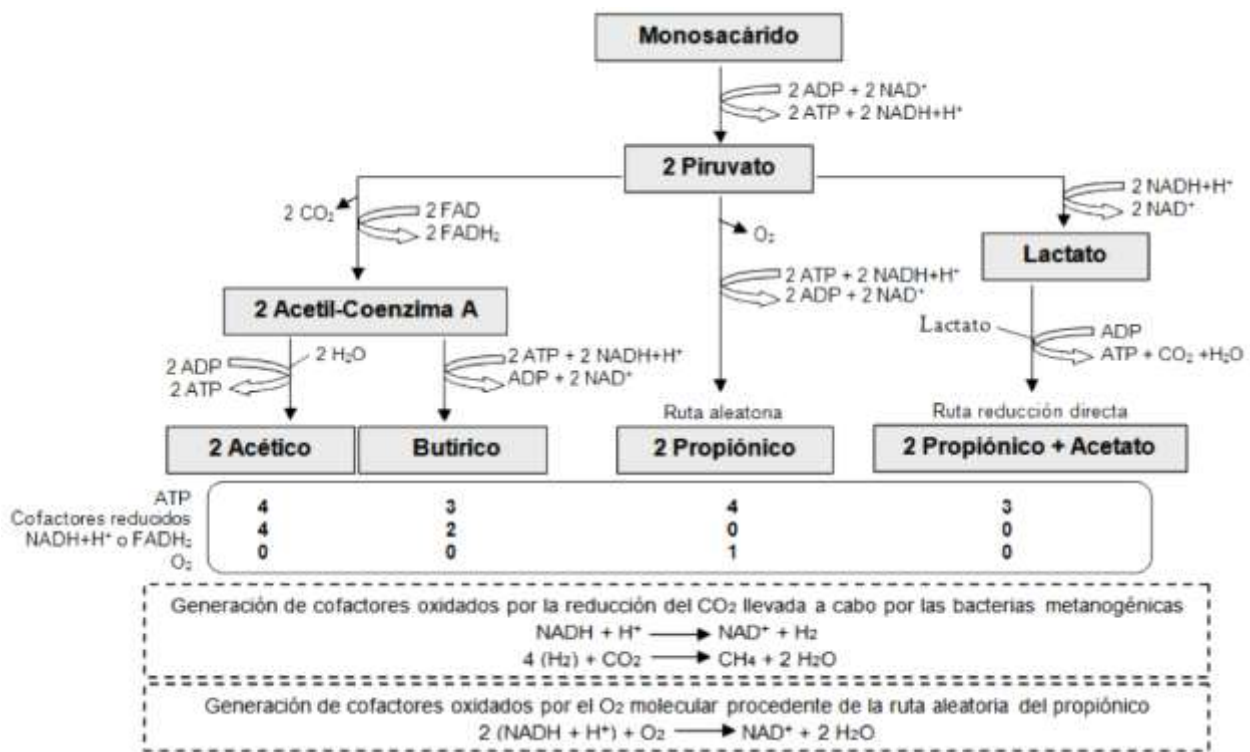 Monosacárido
2 ADP + 2 NAD⁺
2 ATP + 2 NADH+H⁺
2 Piruvato
2 CO₂
2 FAD
2 FADH₂
O₂
2 NADH+H⁺
2 NAD⁺
Lactato
2 ATP + 2 NADH+H⁺
2 ADP + 2 NAD⁺
2 Acetil-Coenzima A
Lactato
ADP
ATP + CO₂ +H₂O
2 ADP
2 ATP
2 H₂O
2 ATP + 2 NADH+H⁺
ADP + 2 NAD⁺
Ruta aleatoria
Ruta reducción directa
2 Acético
Butírico
2 Propiónico
2 Propiónico + Acetato
ATP 4 3 4 3
Cofactores reducidos
NADH+H⁺ o FADH₂ 4 2 0 0
O₂ 0 0 1 0
Generación de cofactores oxidados por la reducción del CO₂ llevada a cabo por las bacterias metanogénicas
NADH + H⁺ → NAD⁺ + H₂
4 (H₂) + CO₂ → CH₄ + 2 H₂O
Generación de cofactores oxidados por el O₂ molecular procedente de la ruta aleatoria del propiónico
2 (NADH + H⁺) + O₂ → NAD⁺ + 2 H₂O